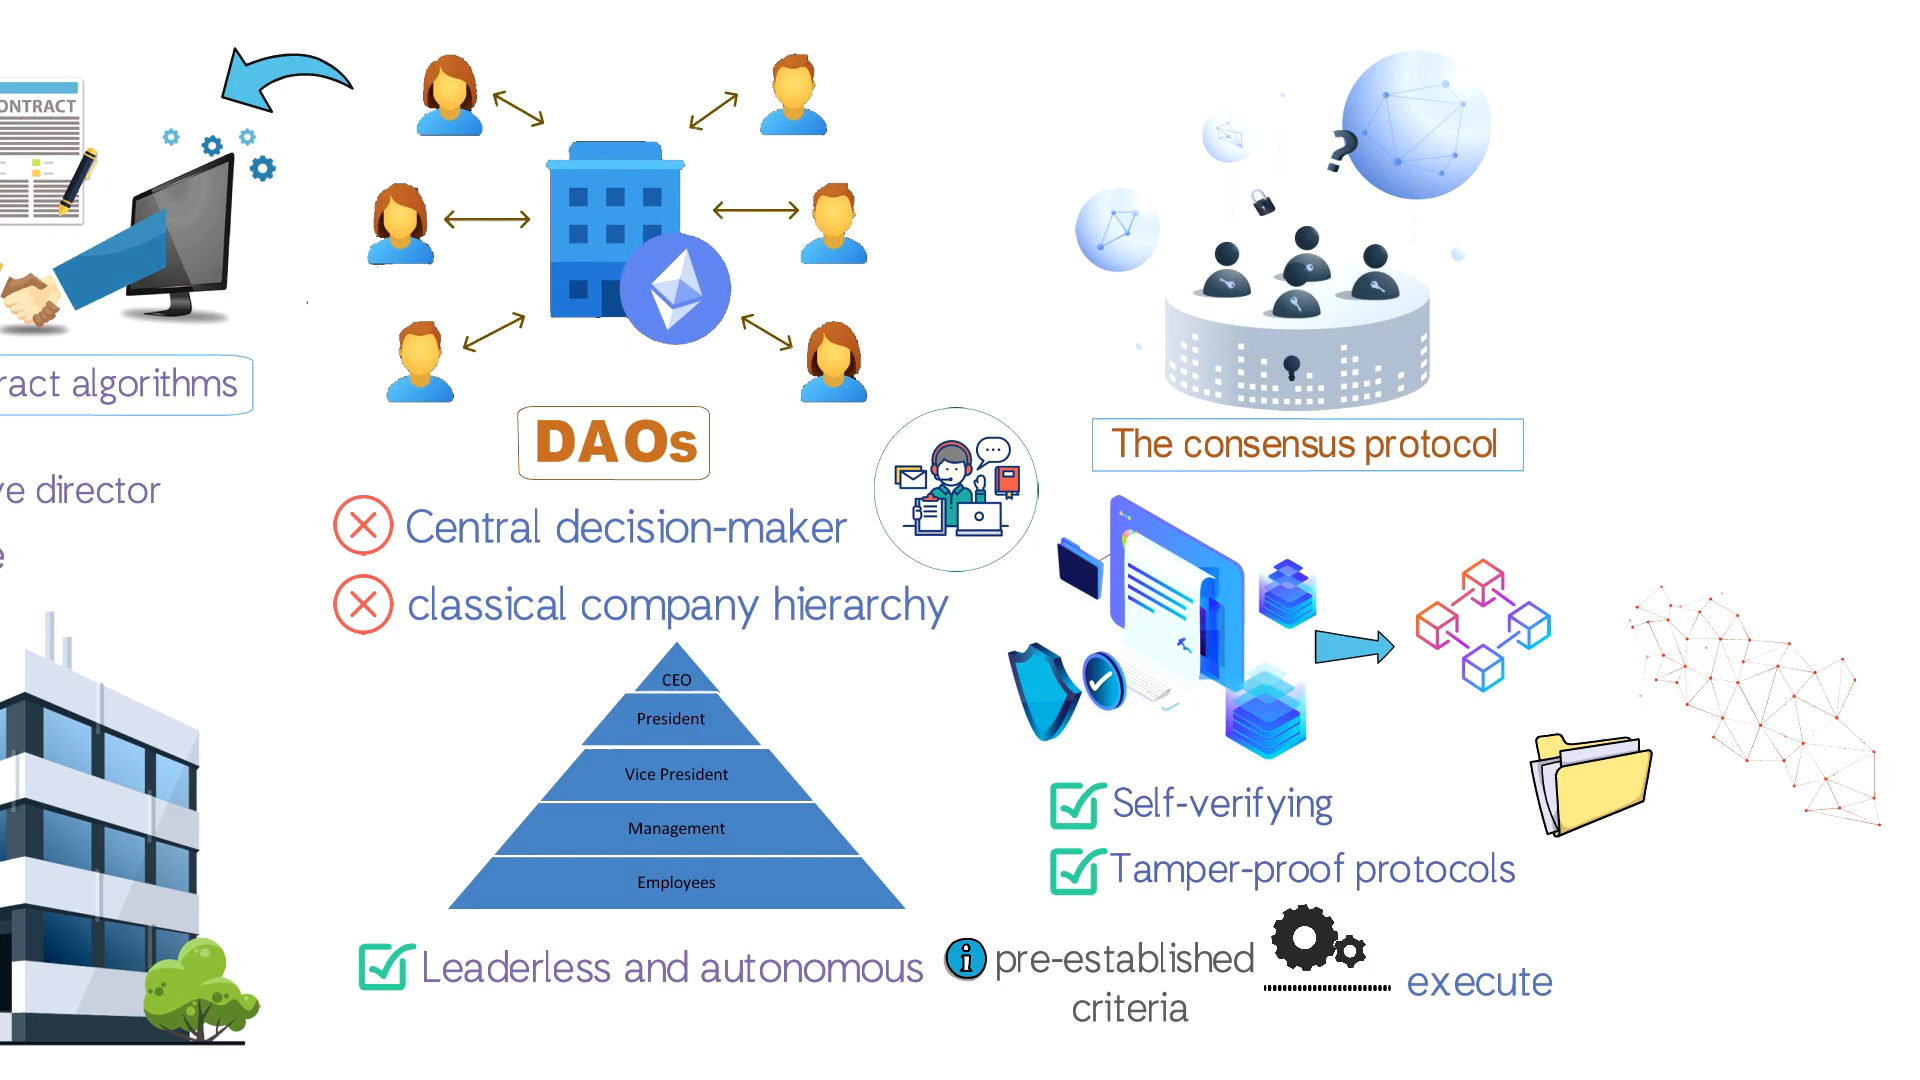 ONTRACT
ract algorithms
ve director
e
DAOs
Central decision-maker
classical company hierarchy
CEO
President
Vice President
Management
Employees
Leaderless and autonomous
The consensus protocol
Self-verifying
Tamper-proof protocols
pre-established
criteria
execute